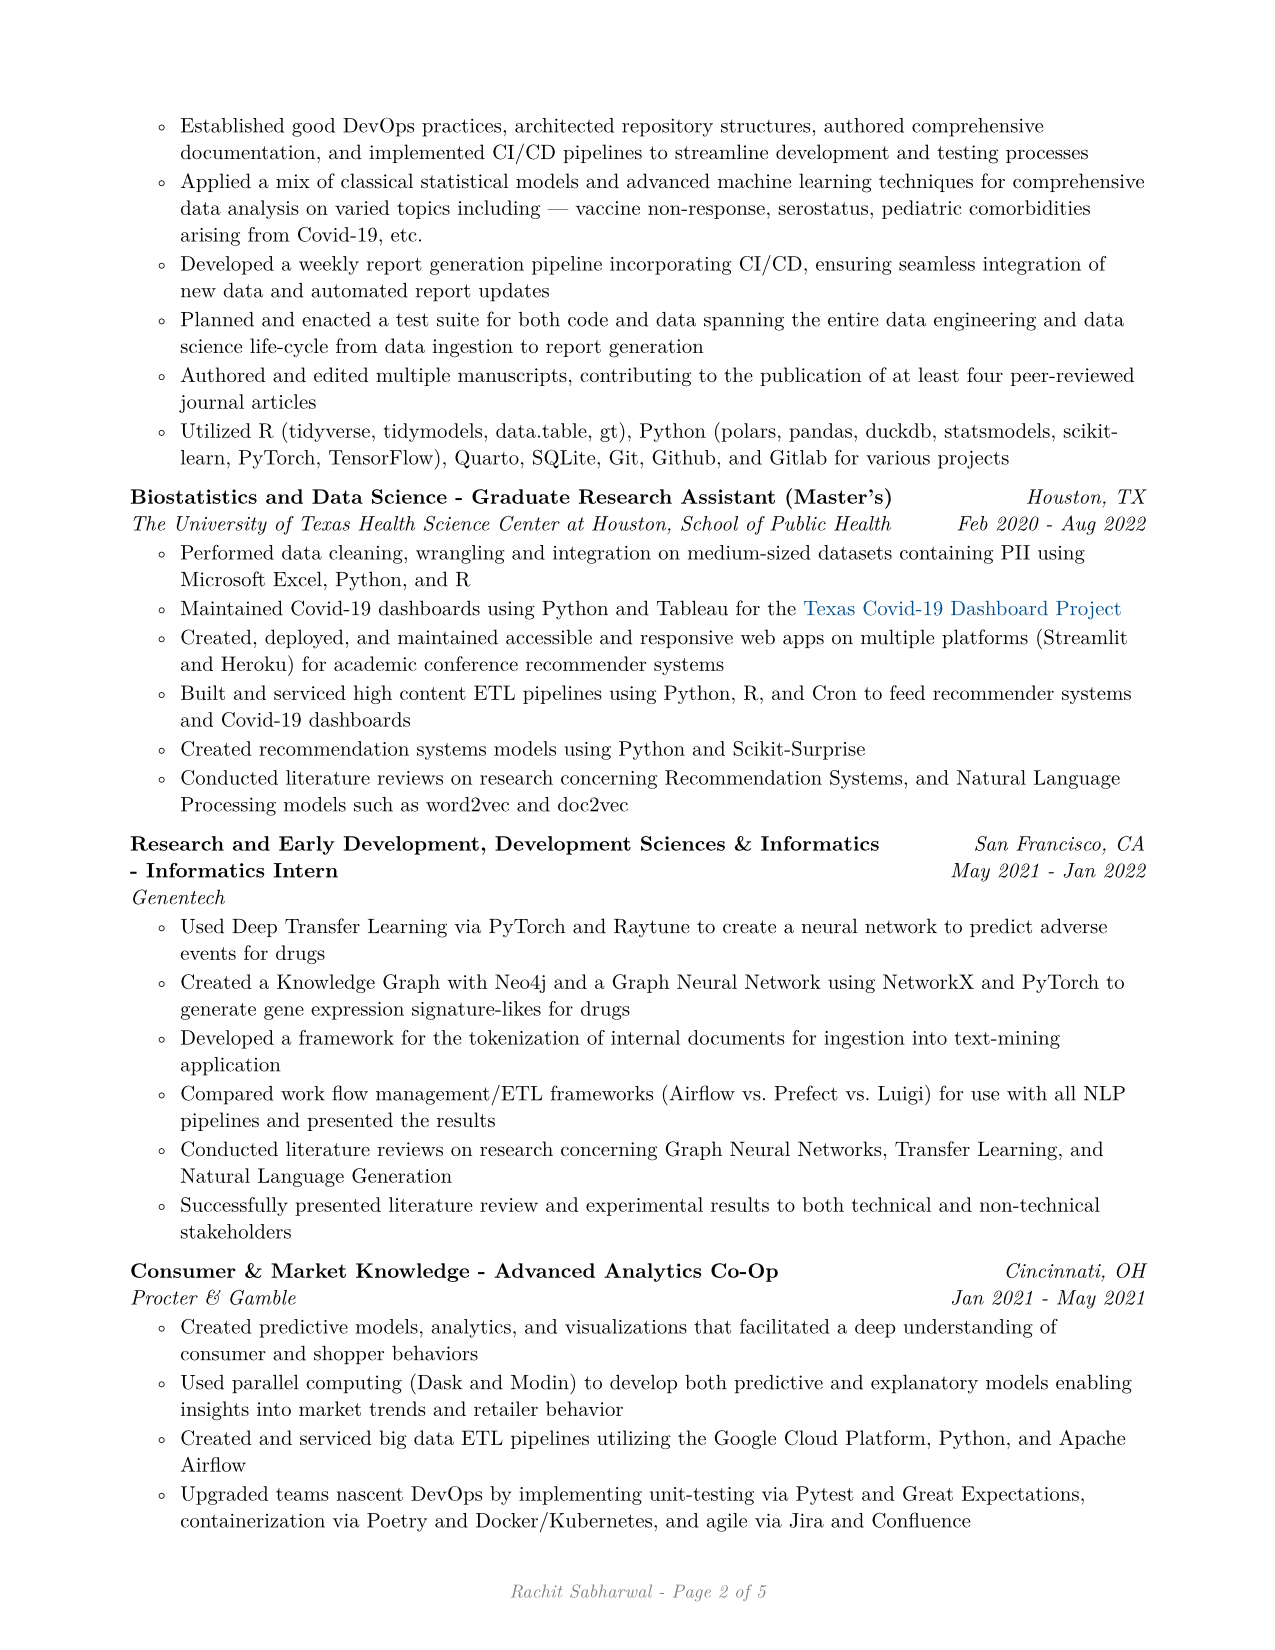 ◦ Established good DevOps practices, architected repository structures, authored comprehensive
documentation, and implemented CI/CD pipelines to streamline development and testing processes
◦ Applied a mix of classical statistical models and advanced machine learning techniques for comprehensive
data analysis on varied topics including — vaccine non-response, serostatus, pediatric comorbidities
arising from Covid-19, etc.
◦ Developed a weekly report generation pipeline incorporating CI/CD, ensuring seamless integration of
new data and automated report updates
◦ Planned and enacted a test suite for both code and data spanning the entire data engineering and data
science life-cycle from data ingestion to report generation
◦ Authored and edited multiple manuscripts, contributing to the publication of at least four peer-reviewed
journal articles
◦ Utilized R (tidyverse, tidymodels, data.table, gt), Python (polars, pandas, duckdb, statsmodels, scikit-
learn, PyTorch, TensorFlow), Quarto, SQLite, Git, Github, and Gitlab for various projects
Biostatistics and Data Science - Graduate Research Assistant (Master's) Houston, TX
The University of Texas Health Science Center at Houston, School of Public Health Feb 2020 - Aug 2022
◦ Performed data cleaning, wrangling and integration on medium-sized datasets containing PII using
Microsoft Excel, Python, and R
◦ Maintained Covid-19 dashboards using Python and Tableau for the Texas Covid-19 Dashboard Project
◦ Created, deployed, and maintained accessible and responsive web apps on multiple platforms (Streamlit
and Heroku) for academic conference recommender systems
◦ Built and serviced high content ETL pipelines using Python, R, and Cron to feed recommender systems
and Covid-19 dashboards
◦ Created recommendation systems models using Python and Scikit-Surprise
◦ Conducted literature reviews on research concerning Recommendation Systems, and Natural Language
Processing models such as word2vec and doc2vec
Research and Early Development, Development Sciences & Informatics San Francisco, CA
- Informatics Intern May 2021 - Jan 2022
Genentech
◦ Used Deep Transfer Learning via PyTorch and Raytune to create a neural network to predict adverse
events for drugs
◦ Created a Knowledge Graph with Neo4j and a Graph Neural Network using NetworkX and PyTorch to
generate gene expression signature-likes for drugs
◦ Developed a framework for the tokenization of internal documents for ingestion into text-mining
application
◦ Compared work flow management/ETL frameworks (Airflow vs. Prefect vs. Luigi) for use with all NLP
pipelines and presented the results
◦ Conducted literature reviews on research concerning Graph Neural Networks, Transfer Learning, and
Natural Language Generation
◦ Successfully presented literature review and experimental results to both technical and non-technical
stakeholders
Consumer & Market Knowledge - Advanced Analytics Co-Op Cincinnati, OH
Procter & Gamble Jan 2021 - May 2021
◦ Created predictive models, analytics, and visualizations that facilitated a deep understanding of
consumer and shopper behaviors
◦ Used parallel computing (Dask and Modin) to develop both predictive and explanatory models enabling
insights into market trends and retailer behavior
◦ Created and serviced big data ETL pipelines utilizing the Google Cloud Platform, Python, and Apache
Airflow
◦ Upgraded teams nascent DevOps by implementing unit-testing via Pytest and Great Expectations,
containerization via Poetry and Docker/Kubernetes, and agile via Jira and Confluence
Rachit Sabharwal - Page 2 of 5